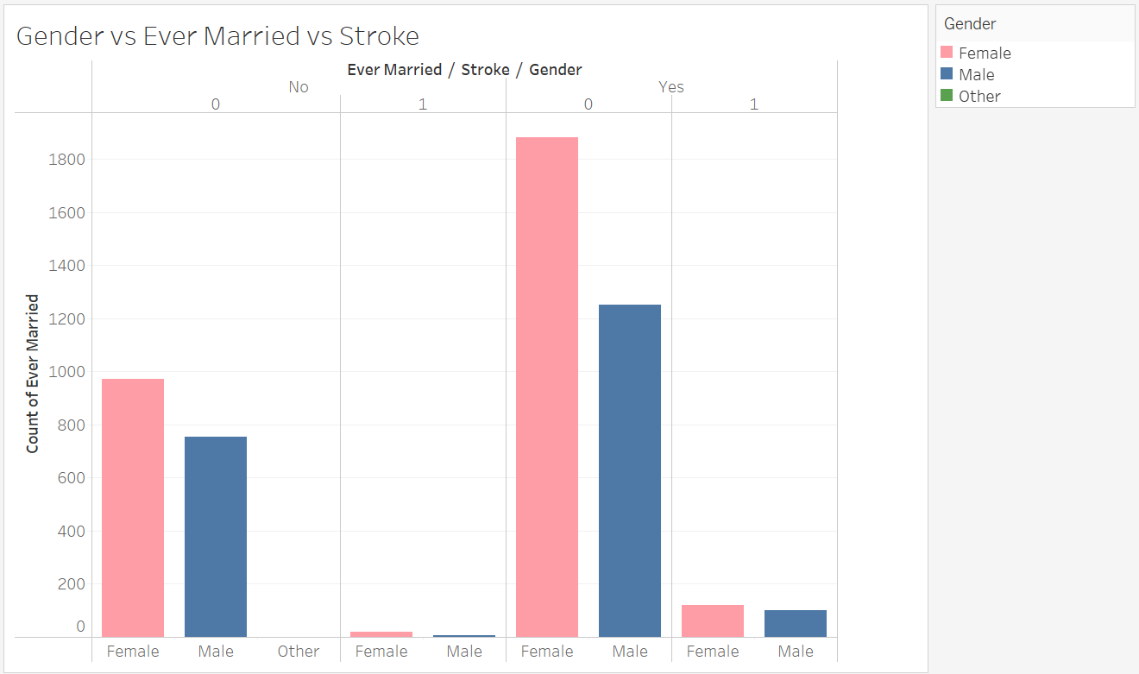 Gender vs Ever Married vs Stroke
Ever Married / Stroke / Gender
No Yes
0 1 0 1
1800
1600
1400
1200
1000
800
600
400
200
0
Count of Ever Married
Female Male Other Female Male Female Male Female Male
Gender
Female
Male
Other